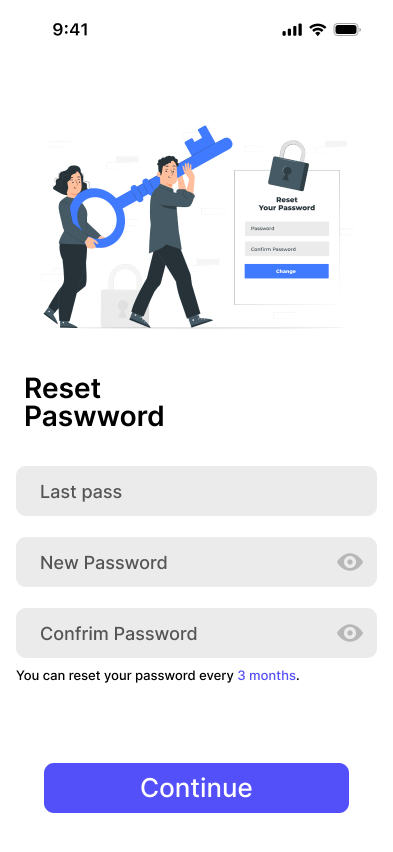 9:41
Reset
Your Password
Password
Confirm Password
Change
Reset
Paswword
Last pass
New Password
Confrim Password
You can reset your password every 3 months.
Continue